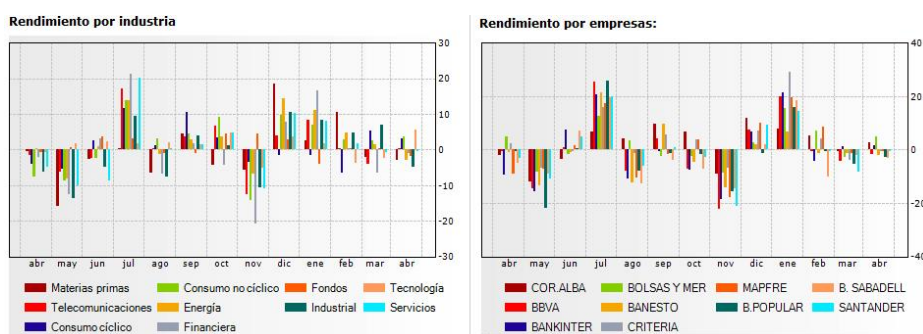 Rendimiento por industria
30
20
10
0
-10
-20
-30
abr may jun jul ago sep oct nov dic ene feb mar abr
Materias primas Consumo no cíclico Fondos Tecnología
Telecomunicaciones Energía Industrial Servicios
Consumo cíclico Financiera
Rendimiento por empresas:
40
20
0
-20
-40
abr may jun jul ago sep oct nov dic ene feb mar abr
COR.ALBA BOLSAS Y MER MAPFRE B. SABADELL
BBVA BANESTO B.POPULAR SANTANDER
BANKINTER CRITERIA